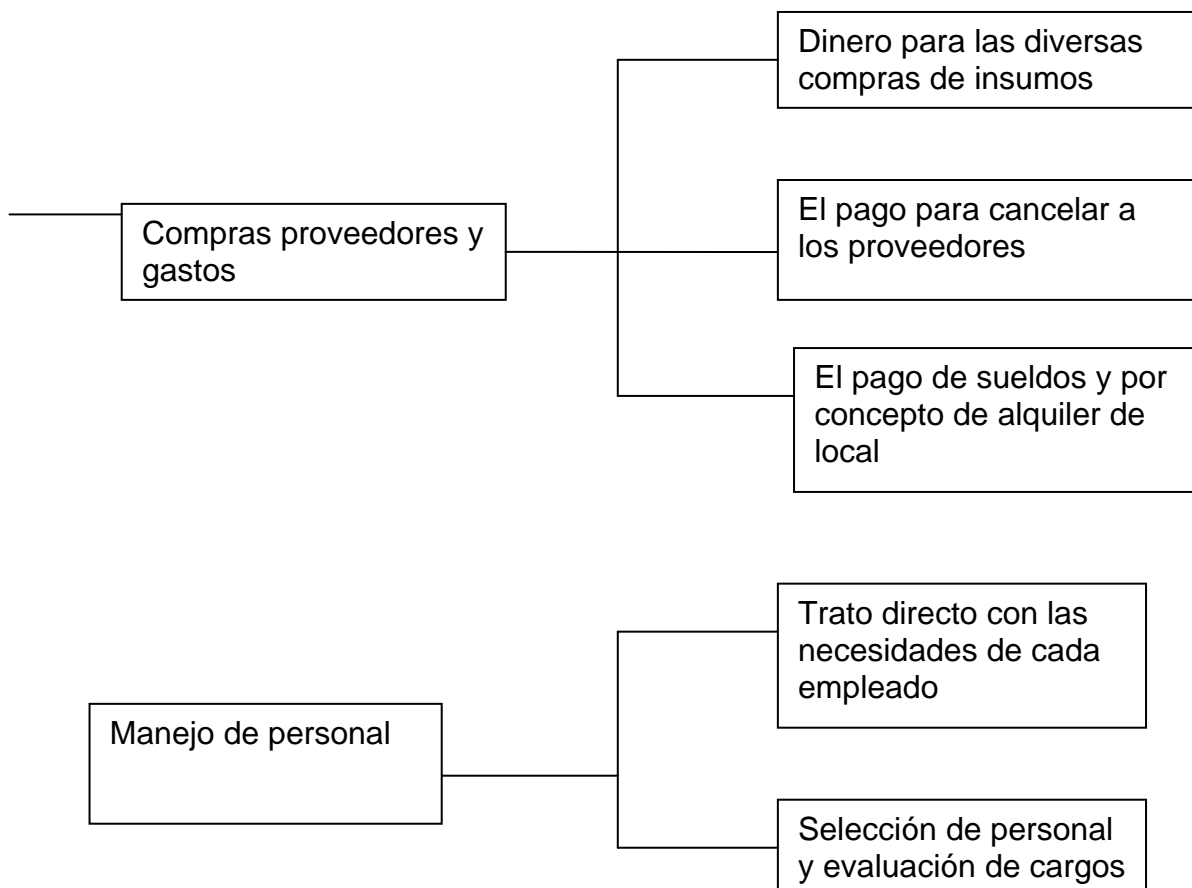 Dinero para las diversas
compras de insumos
Compras proveedores y
gastos
El pago para cancelar a
los proveedores
El pago de sueldos y por
concepto de alquiler de
local
Manejo de personal
Trato directo con las
necesidades de cada
empleado
Selección de personal
y evaluación de cargos